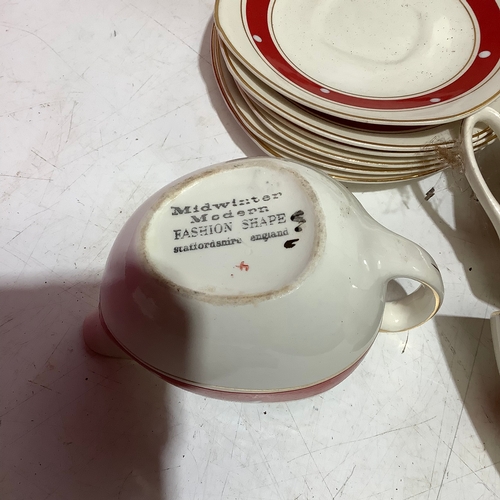 Midwinter
Modern
FASHION SHAPE
staffordshire england